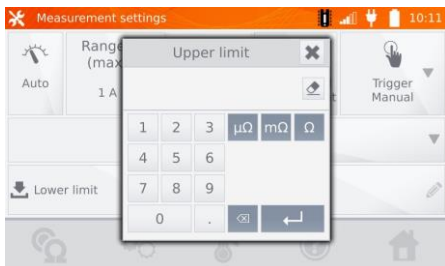 Measurement settings 10:11
Upper limit
Range
(max
1 A
Auto
Trigger
Manual
1 2 3 µΩ mΩ Ω
4 5 6
7 8 9
0 .
Lower limit